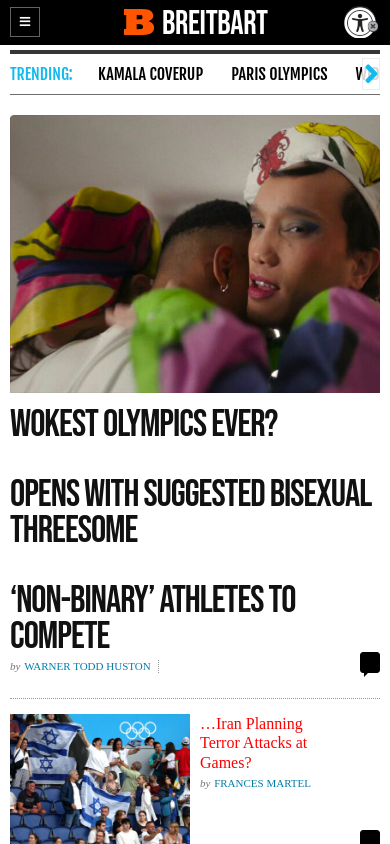 BREITBART
TRENDING: KAMALA COVERUP PARIS OLYMPICS
WOKEST OLYMPICS EVER?
OPENS WITH SUGGESTED BISEXUAL
THREESOME
‘NON-BINARY’ ATHLETES TO
COMPETE
by WARNER TODD HUSTON
…Iran Planning
Terror Attacks at
Games?
by FRANCES MARTEL